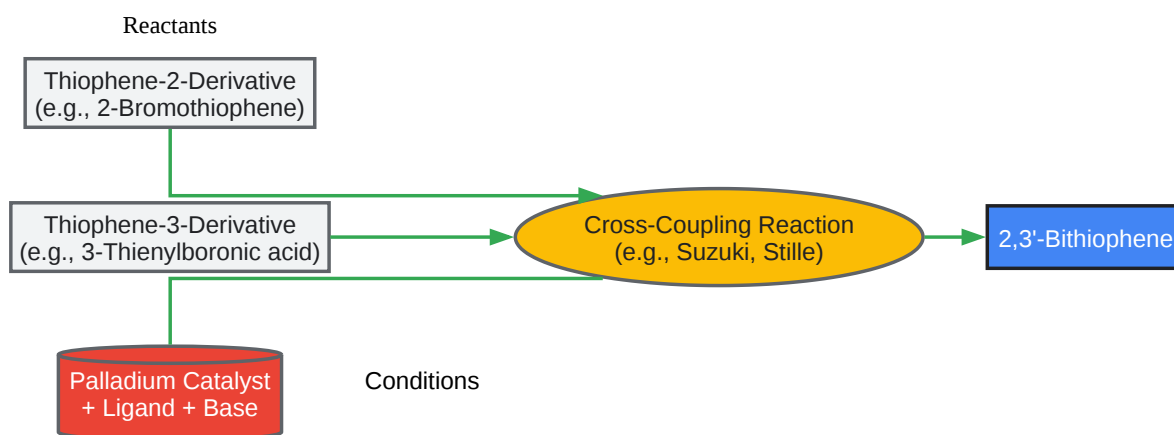 Reactants
Thiophene-2-Derivative
(e.g., 2-Bromothiophene)
Thiophene-3-Derivative
(e.g., 3-Thienylboronic acid)
Cross-Coupling Reaction
(e.g., Suzuki, Stille)
2,3'-Bithiophene
Palladium Catalyst
+ Ligand + Base
Conditions